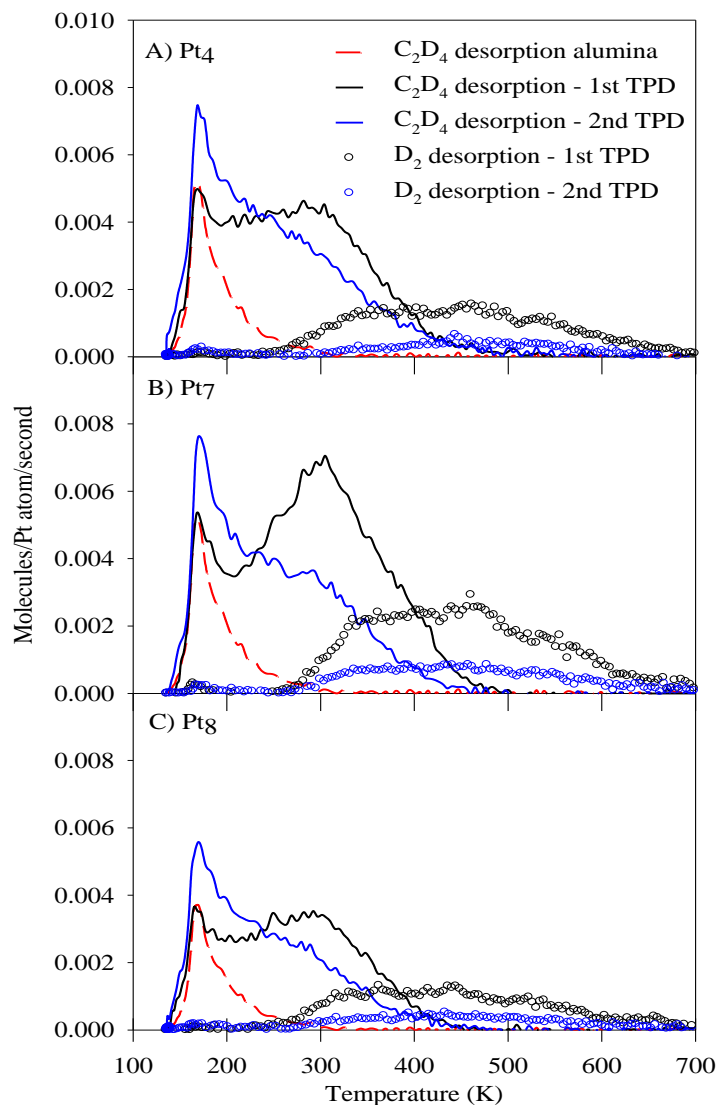 0.010
A) Pt4
C₂D₄ desorption alumina
C₂D₄ desorption - 1st TPD
C₂D₄ desorption - 2nd TPD
D₂ desorption - 1st TPD
D₂ desorption - 2nd TPD
0.008
0.006
0.004
0.002
0.000
B) Pt7
0.008
0.006
0.004
0.002
0.000
C) Pt8
0.008
0.006
0.004
0.002
0.000
Molecules/Pt atom/second
100 200 300 400 500 600 700
Temperature (K)